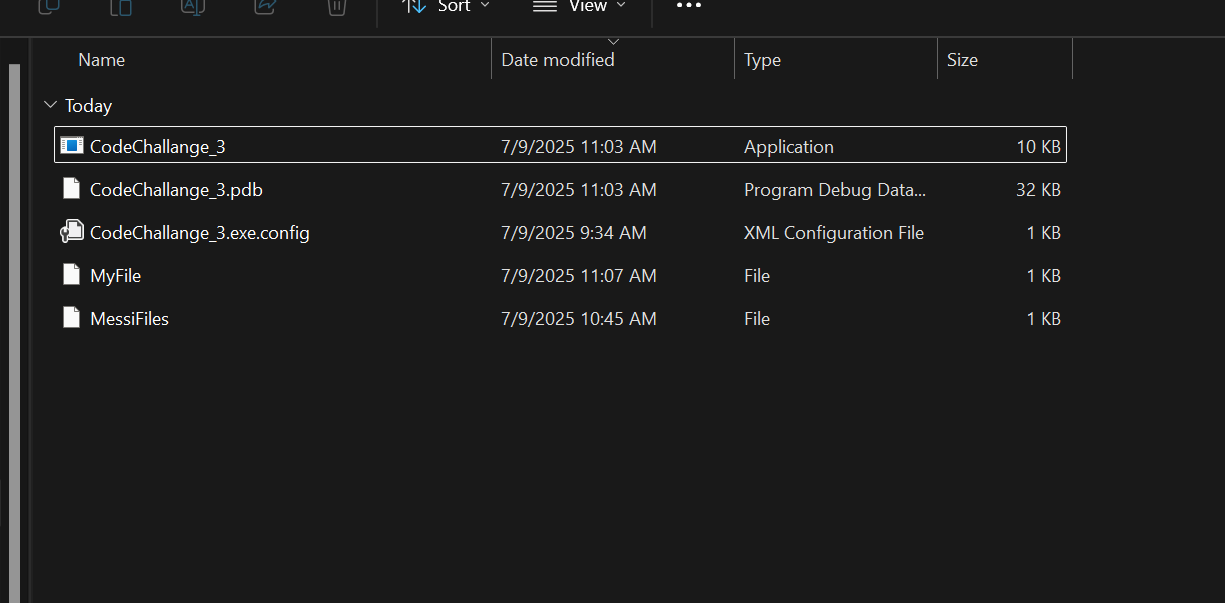 Sort View
Name Date modified Type Size
Today
CodeChallange_3 7/9/2025 11:03 AM Application 10 KB
CodeChallange_3.pdb 7/9/2025 11:03 AM Program Debug Data... 32 KB
CodeChallange_3.exe.config 7/9/2025 9:34 AM XML Configuration File 1 KB
MyFile 7/9/2025 11:07 AM File 1 KB
MessiFiles 7/9/2025 10:45 AM File 1 KB